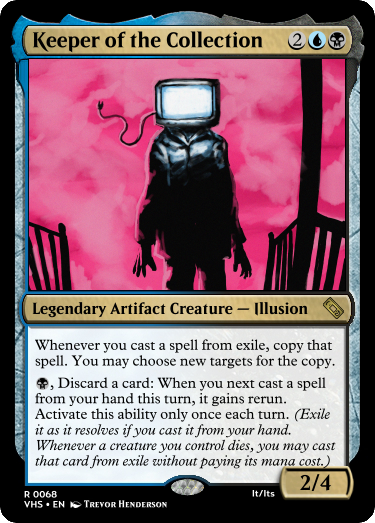 Keeper of the Collection 2
Legendary Artifact Creature — Illusion
Whenever you cast a spell from exile, copy that
spell. You may choose new targets for the copy.
, Discard a card: When you next cast a spell
from your hand this turn, it gains rerun.
Activate this ability only once each turn. (Exile
it as it resolves if you cast it from your hand.
Whenever a creature you control dies, you may cast
that card from exile without paying its mana cost.)
2/4
R 0068
VHS • EN Trevor Henderson
It/Its